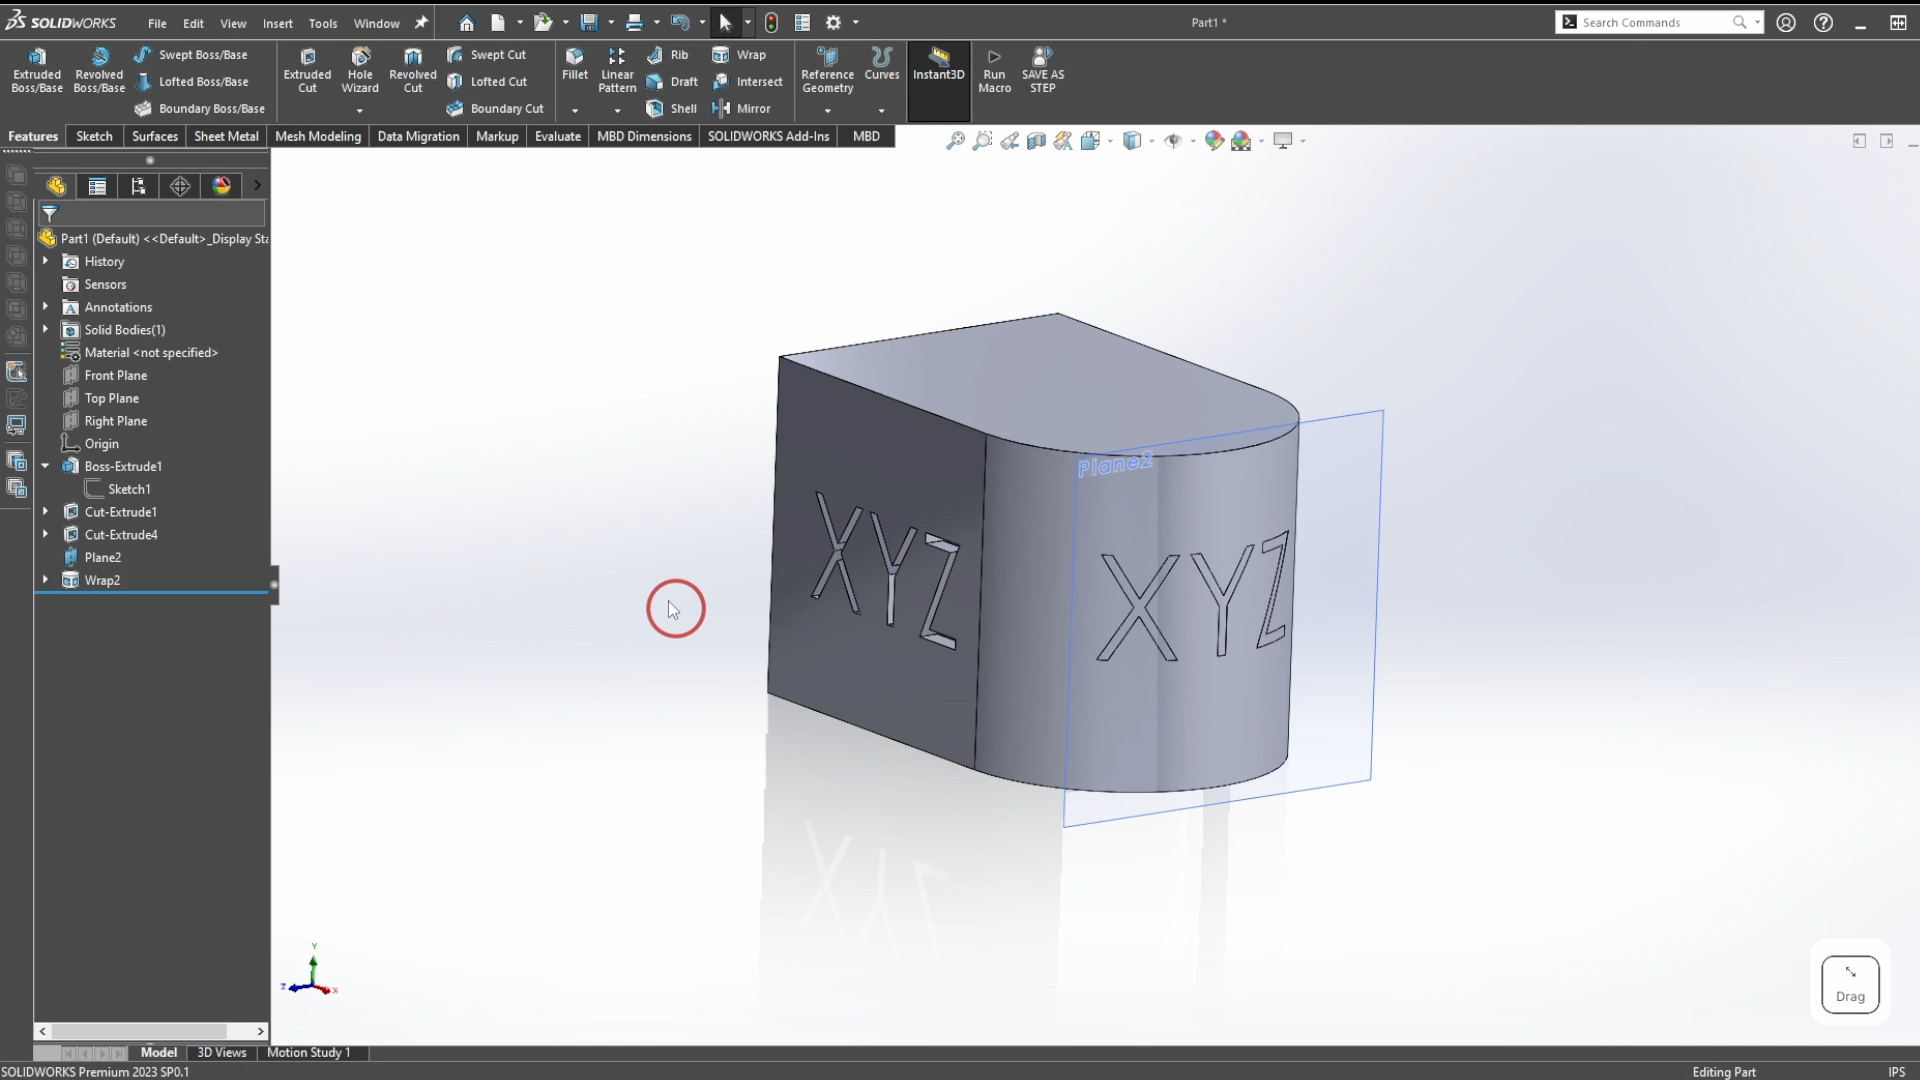 SOLIDWORKS File Edit View Insert Tools Window
Part1 *
Search Commands
Extruded Boss/Base
Revolved Boss/Base
Swept Boss/Base
Lofted Boss/Base
Boundary Boss/Base
Extruded Cut
Hole Wizard
Revolved Cut
Swept Cut
Lofted Cut
Boundary Cut
Fillet
Linear Pattern
Rib
Draft
Shell
Wrap
Intersect
Mirror
Reference Geometry
Curves
Instant3D
Run Macro
SAVE AS STEP
Features Sketch Surfaces Sheet Metal Mesh Modeling Data Migration Markup Evaluate MBD Dimensions SOLIDWORKS Add-Ins MBD
Part1 (Default) <<Default>_Display Sta
History
Sensors
Annotations
Solid Bodies(1)
Material <not specified>
Front Plane
Top Plane
Right Plane
Origin
Boss-Extrude1
Sketch1
Cut-Extrude1
Cut-Extrude4
Plane2
Wrap2
Plane2
XYZ
XYZ
Y
Z
X
Drag
Model 3D Views Motion Study 1
SOLIDWORKS Premium 2023 SP0.1
Editing Part
IPS